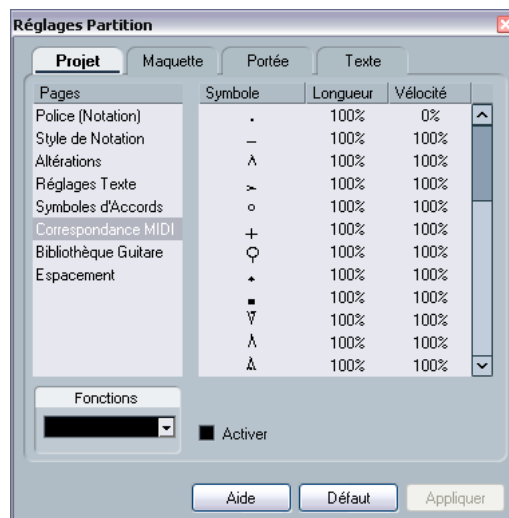 Réglages Partition
Projet Maquette Portée Texte
Pages Symbole Longueur Vélocité
Police (Notation) . 100% 0%
Style de Notation – 100% 100%
Altérations ʌ 100% 100%
Réglages Texte > 100% 100%
Symboles d'Accords o 100% 100%
Correspondance MIDI + 100% 100%
Bibliothèque Guitare 100% 100%
Espacement 100% 100%
100% 100%
100% 100%
100% 100%
100% 100%
Fonctions
Activer
Aide Défaut Appliquer